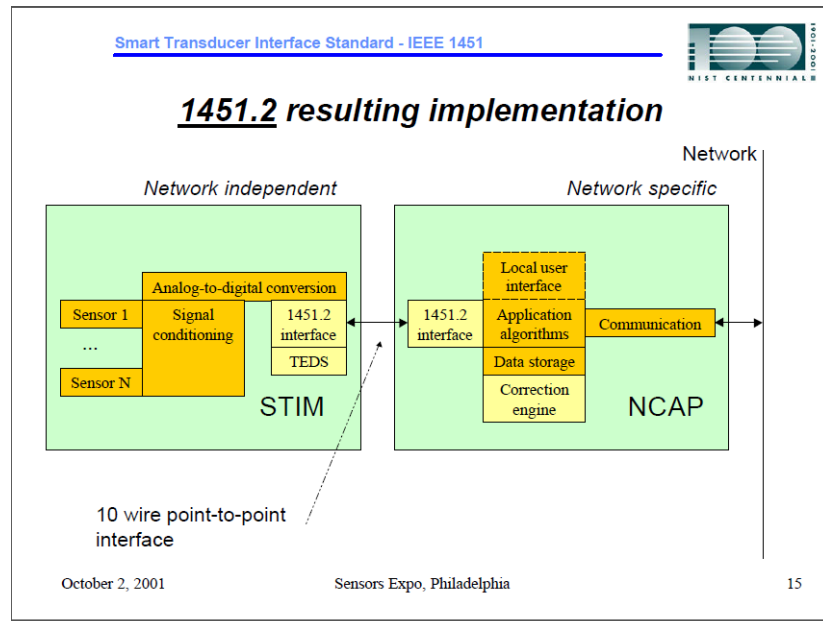 Smart Transducer Interface Standard - IEEE 1451
1901-2001
NIST CENTENNIAL
1451.2 resulting implementation
Network
Network independent
Network specific
Analog-to-digital conversion
Sensor 1
...
Sensor N
Signal
conditioning
1451.2
interface
TEDS
STIM
1451.2
interface
Local user
interface
Application
algorithms
Data storage
Correction
engine
Communication
NCAP
10 wire point-to-point
interface
October 2, 2001
Sensors Expo, Philadelphia
15